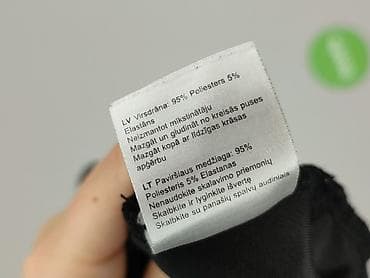 LV Virsdrāna: 95% Poliesters 5%
Elastāns
Neizmantot mīkstinātāju
Mazgāt un gludināt no kreisās puses
Mazgāt kopā ar līdzīgas krāsas
apģērbu
LT Paviršiaus medžiaga: 95%
Poliesteris 5% Elastanas
Nenaudokite skalavimo priemonių
Skalbkite ir lyginkite išvertę
Skalbkite su panašių spalvų audiniais